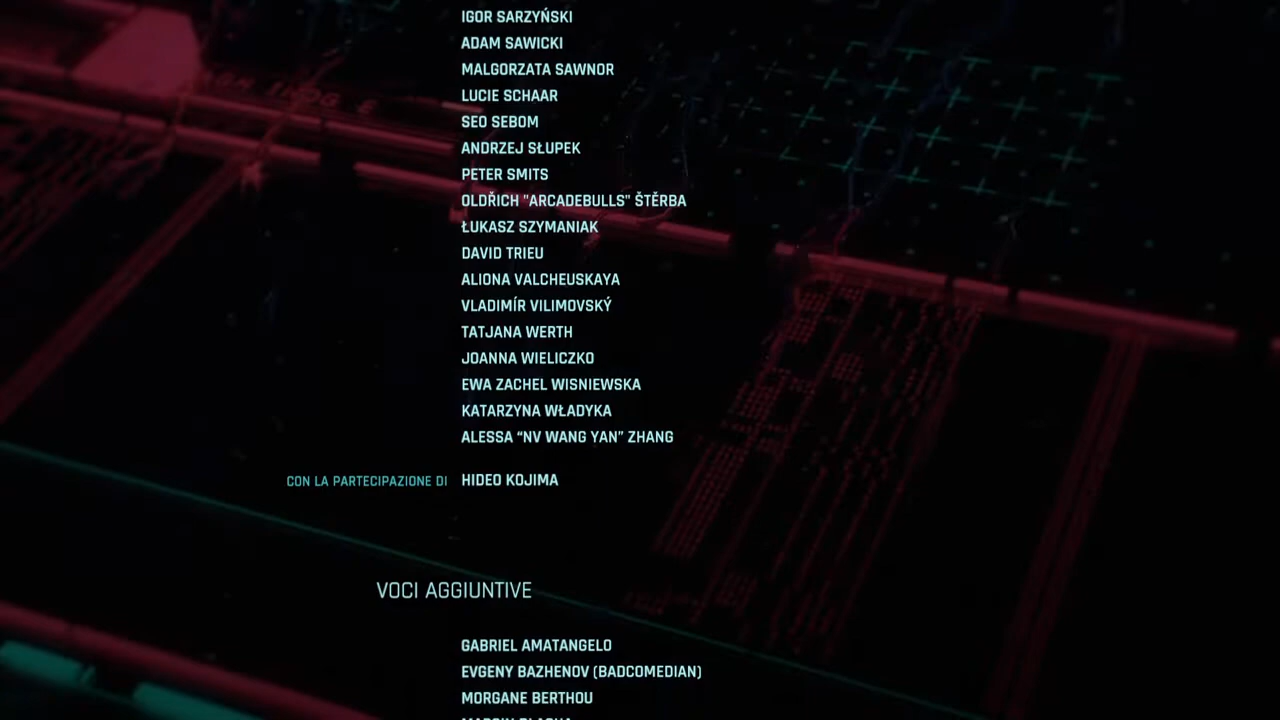 IGOR SARZYŃSKI
ADAM SAWICKI
MALGORZATA SAWNOR
LUCIE SCHAAR
SEO SEBOM
ANDRZEJ SŁUPEK
PETER SMITS
OLDŘICH "ARCADEBULLS" ŠTĚRBA
ŁUKASZ SZYMANIAK
DAVID TRIEU
ALIONA VALCHEUSKAYA
VLADIMÍR VILIMOVSKÝ
TATJANA WERTH
JOANNA WIELICZKO
EWA ZACHEL WISNIEWSKA
KATARZYNA WŁADYKA
ALESSA “NV WANG YAN” ZHANG
CON LA PARTECIPAZIONE DI HIDEO KOJIMA
VOCI AGGIUNTIVE
GABRIEL AMATANGELO
EVGENY BAZHENOV (BADCOMEDIAN)
MORGANE BERTHOU